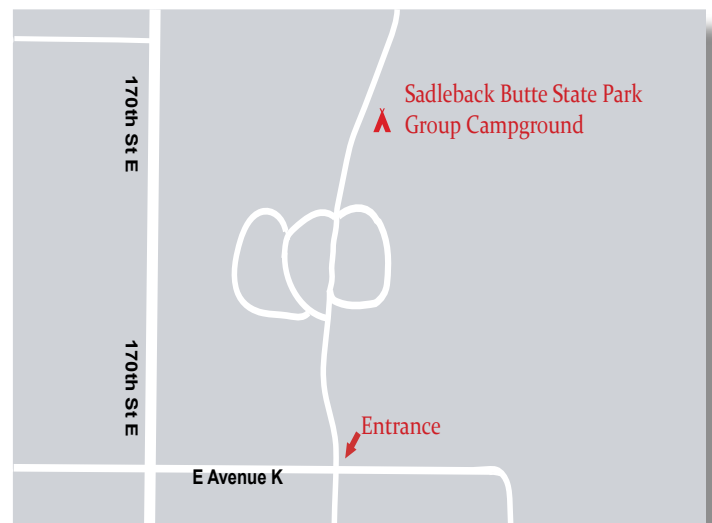 170th St E
Sadleback Butte State Park
Group Campground
170th St E
Entrance
E Avenue K